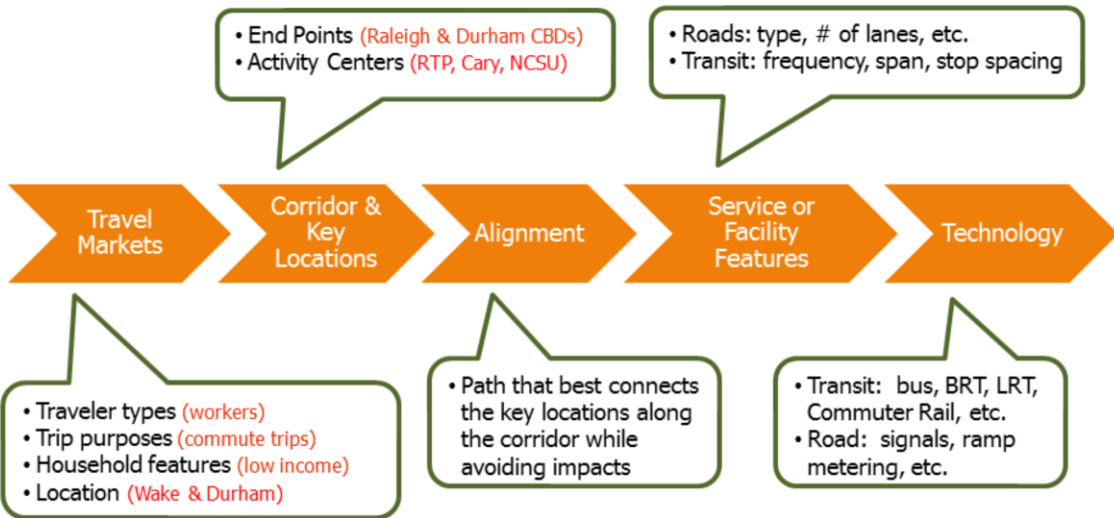 • End Points (Raleigh & Durham CBDs)
• Activity Centers (RTP, Cary, NCSU)
• Roads: type, # of lanes, etc.
• Transit: frequency, span, stop spacing
Travel
Markets
Corridor &
Key
Locations
Alignment
Service or
Facility
Features
Technology
• Traveler types (workers)
• Trip purposes (commute trips)
• Household features (low income)
• Location (Wake & Durham)
• Path that best connects
the key locations along
the corridor while
avoiding impacts
• Transit: bus, BRT, LRT,
Commuter Rail, etc.
• Road: signals, ramp
metering, etc.